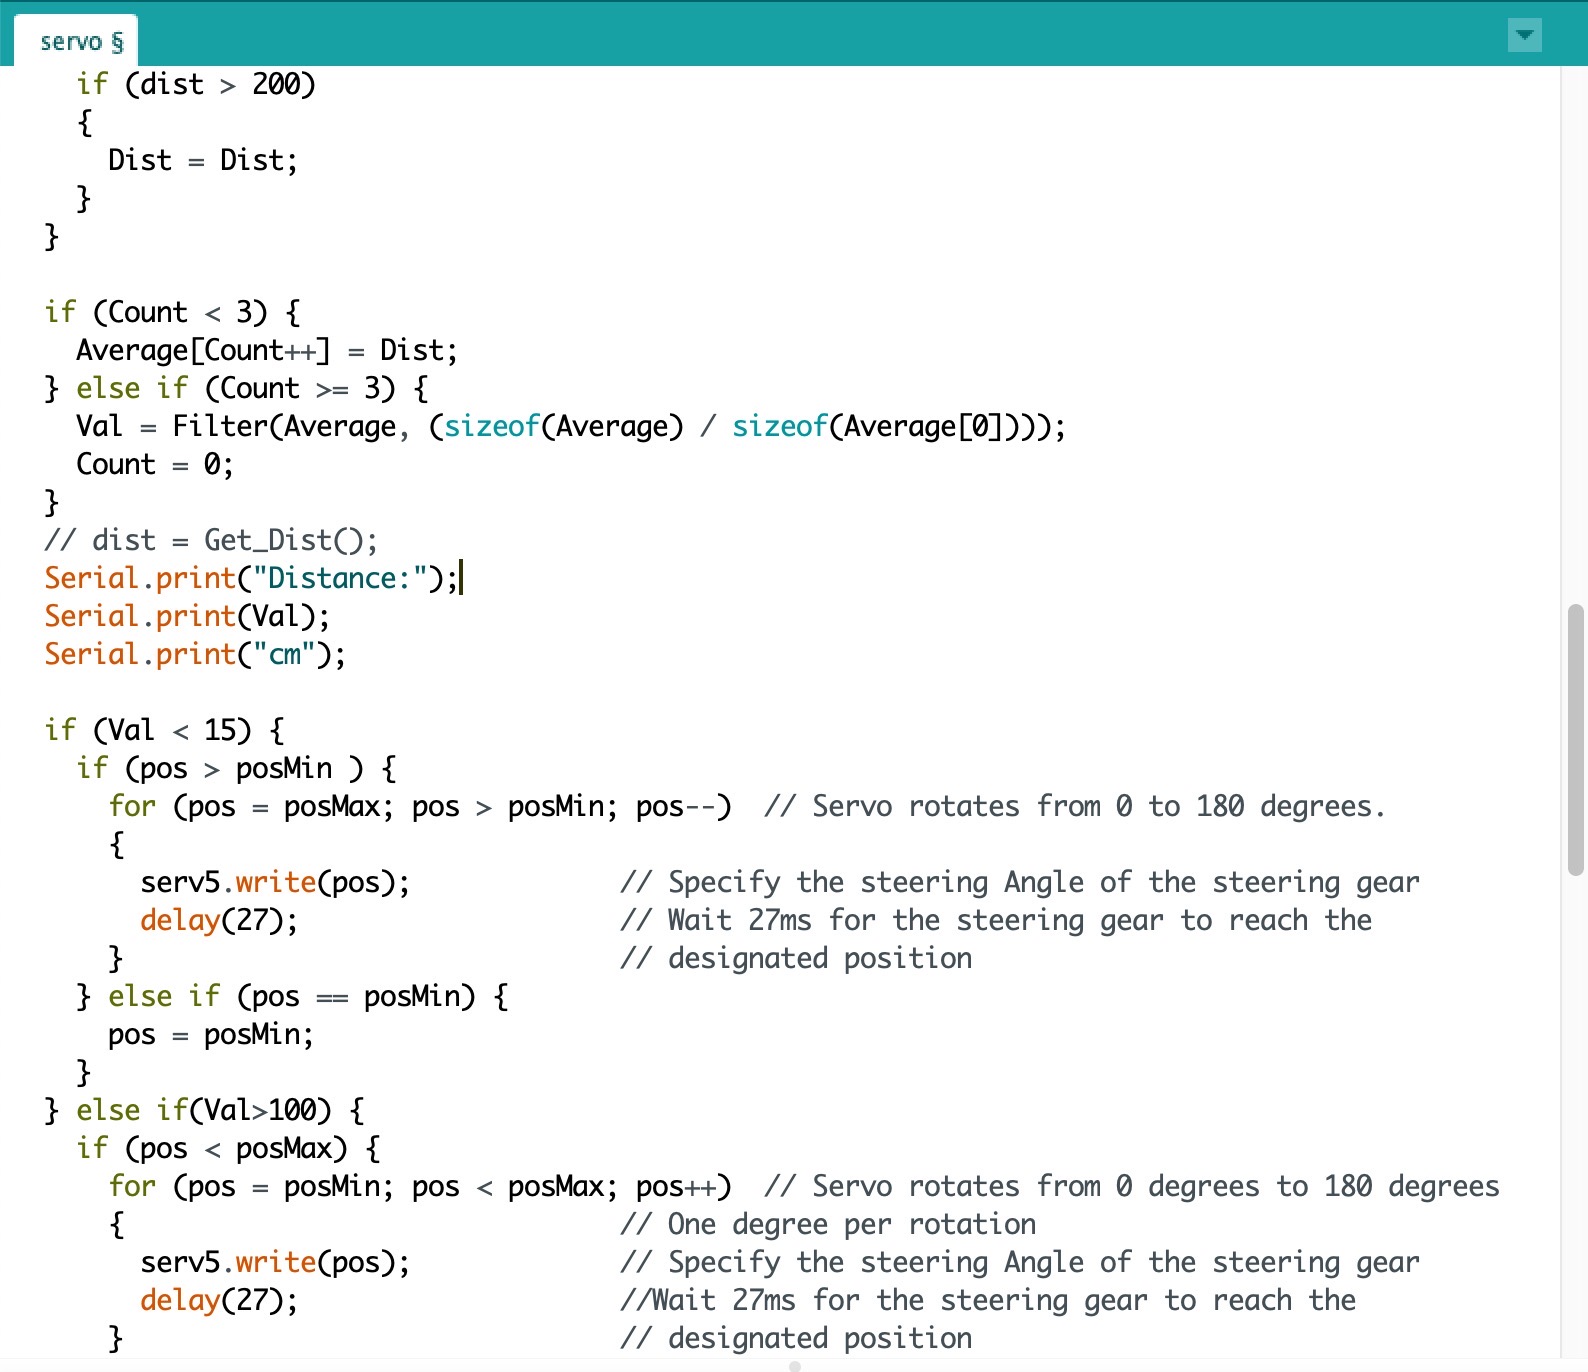 servo §
if (dist > 200)
{
Dist = Dist;
}
}
if (Count < 3) {
Average[Count++] = Dist;
} else if (Count >= 3) {
Val = Filter(Average, (sizeof(Average) / sizeof(Average[0])));
Count = 0;
}
// dist = Get_Dist();
Serial.print("Distance:");
Serial.print(Val);
Serial.print("cm");
if (Val < 15) {
if (pos > posMin ) {
for (pos = posMax; pos > posMin; pos--)  // Servo rotates from 0 to 180 degrees.
{
serv5.write(pos); // Specify the steering Angle of the steering gear
delay(27); // Wait 27ms for the steering gear to reach the
} // designated position
} else if (pos == posMin) {
pos = posMin;
}
} else if(Val>100) {
if (pos < posMax) {
for (pos = posMin; pos < posMax; pos++)  // Servo rotates from 0 degrees to 180 degrees
{ // One degree per rotation
serv5.write(pos); // Specify the steering Angle of the steering gear
delay(27); //Wait 27ms for the steering gear to reach the
} // designated position